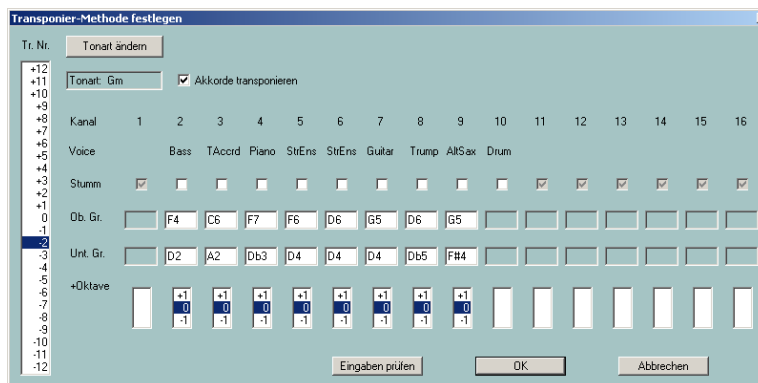 Transponier-Methode festlegen
Tr. Nr.
Tonart ändern
+12
+11
+10
+9
+8
+7
+6
+5
+4
+3
+2
+1
0
-1
-2
-3
-4
-5
-6
-7
-8
-9
-10
-11
-12
Tonart: Gm
Akkorde transponieren
Kanal 1 2 3 4 5 6 7 8 9 10 11 12 13 14 15 16
Voice Bass TAccrd Piano StrEns StrEns Guitar Trump AltSax Drum
Stumm
Ob. Gr. F4 C6 F7 F6 D6 G5 D6 G5
Unt. Gr. D2 A2 Db3 D4 D4 D4 Db5 F#4
+Oktave
+1 +1 +1 +1 +1 +1 +1 +1
0 0 0 0 0 0 0 0
-1 -1 -1 -1 -1 -1 -1 -1
Eingaben prüfen OK Abbrechen